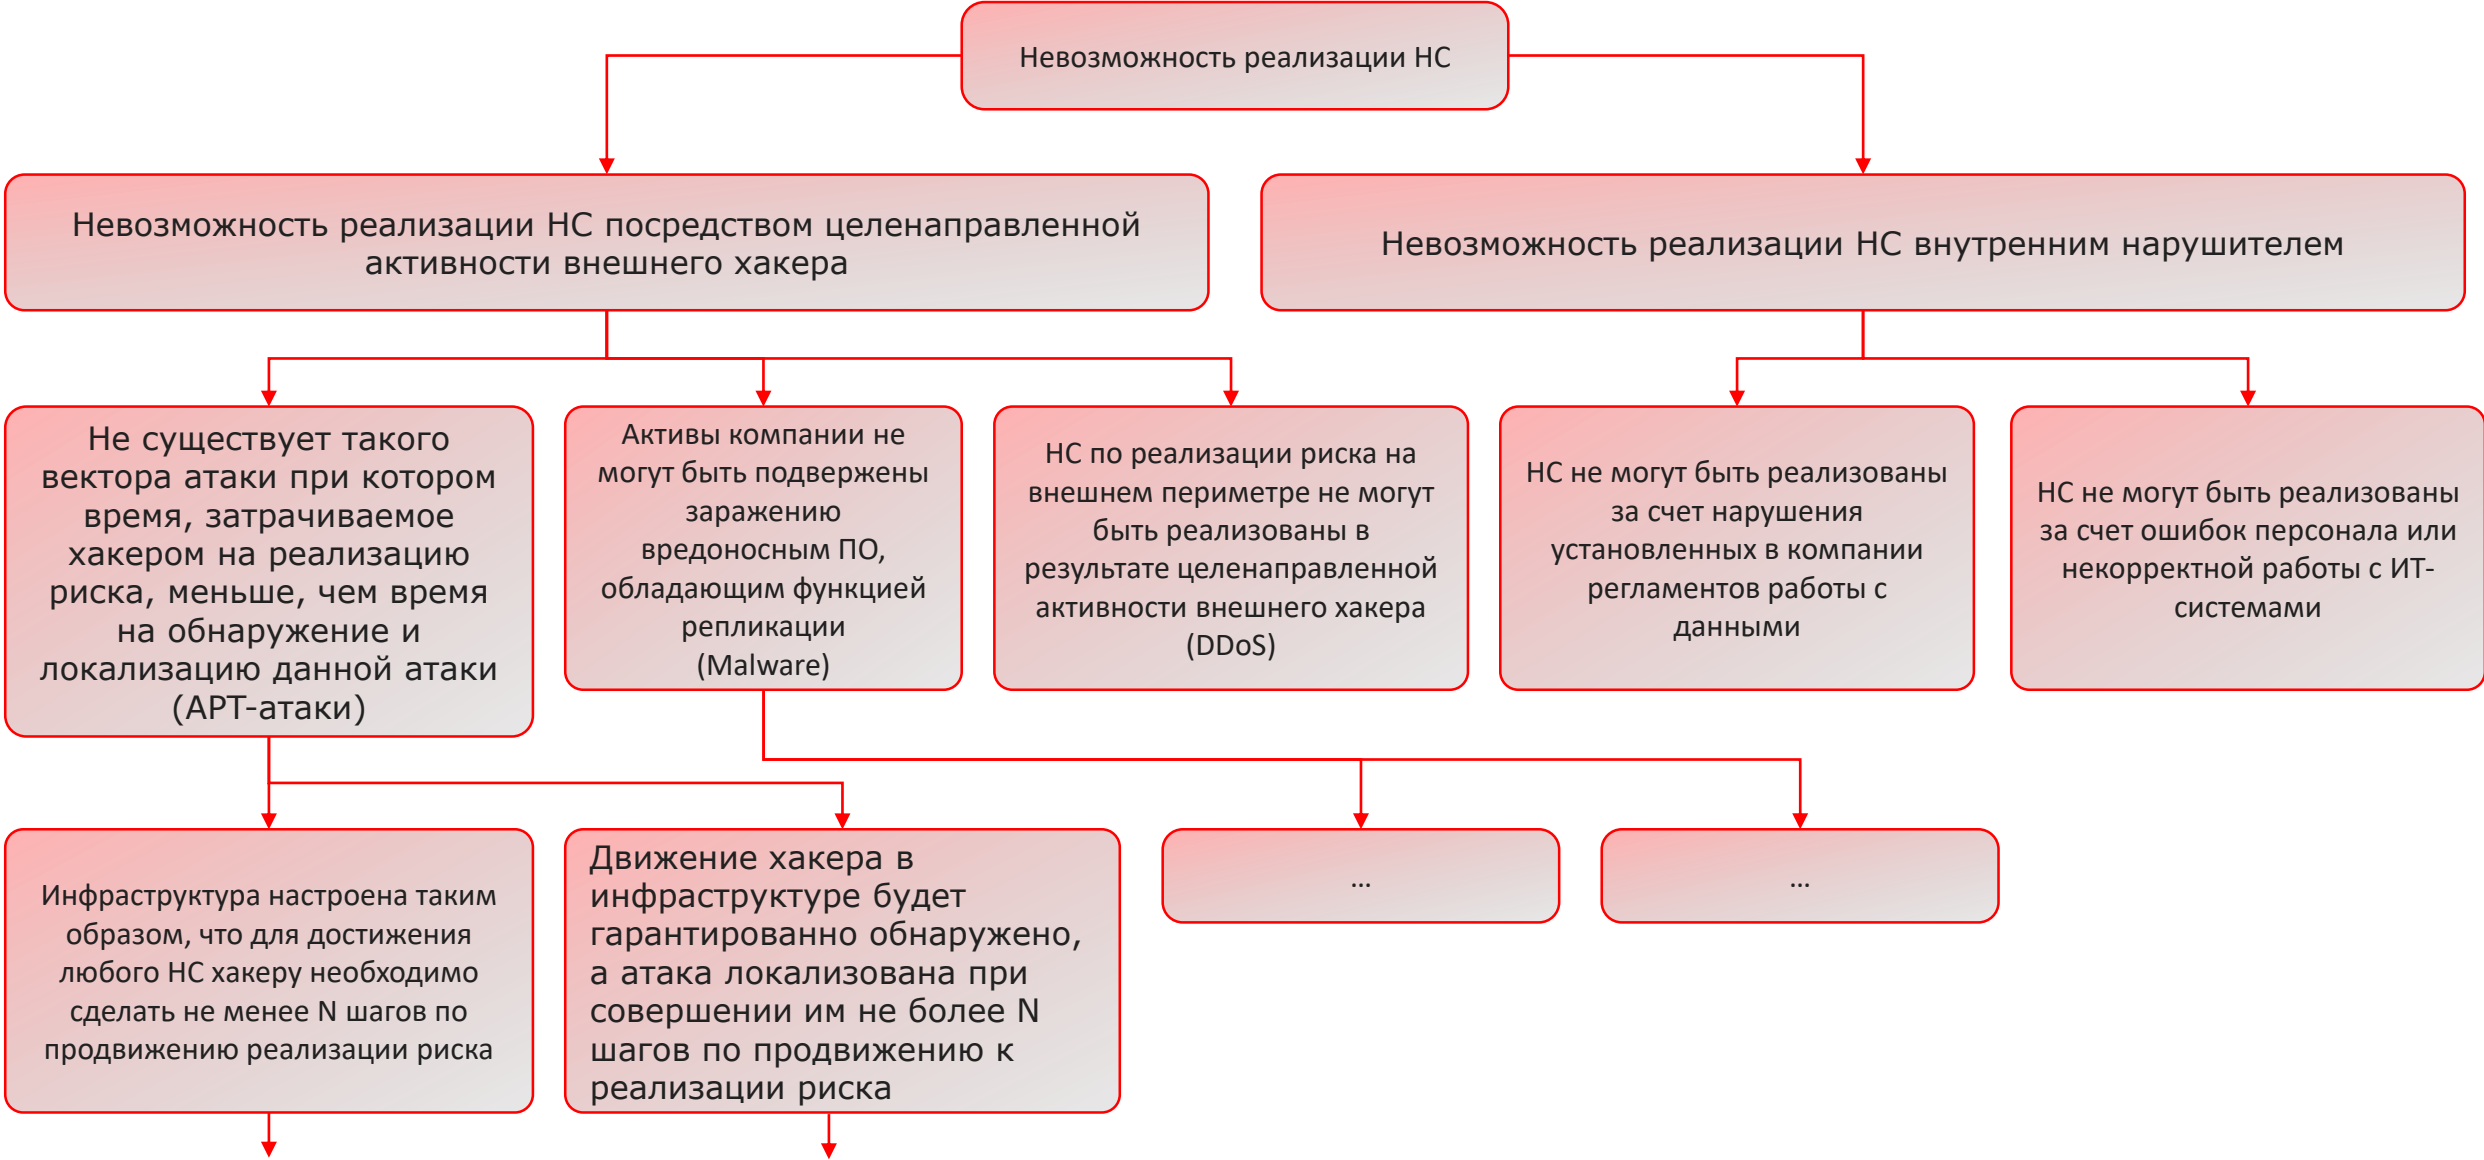 Невозможность реализации НС
Невозможность реализации НС посредством целенаправленной
активности внешнего хакера
Невозможность реализации НС внутренним нарушителем
Не существует такого
вектора атаки при котором
время, затрачиваемое
хакером на реализацию
риска, меньше, чем время
на обнаружение и
локализацию данной атаки
(APT-атаки)
Активы компании не
могут быть подвержены
заражению
вредоносным ПО,
обладающим функцией
репликации
(Malware)
НС по реализации риска на
внешнем периметре не могут
быть реализованы в
результате целенаправленной
активности внешнего хакера
(DDoS)
НС не могут быть реализованы
за счет нарушения
установленных в компании
регламентов работы с
данными
НС не могут быть реализованы
за счет ошибок персонала или
некорректной работы с ИТ-
системами
Инфраструктура настроена таким
образом, что для достижения
любого НС хакеру необходимо
сделать не менее N шагов по
продвижению реализации риска
Движение хакера в
инфраструктуре будет
гарантированно обнаружено,
а атака локализована при
совершении им не более N
шагов по продвижению к
реализации риска
...
...